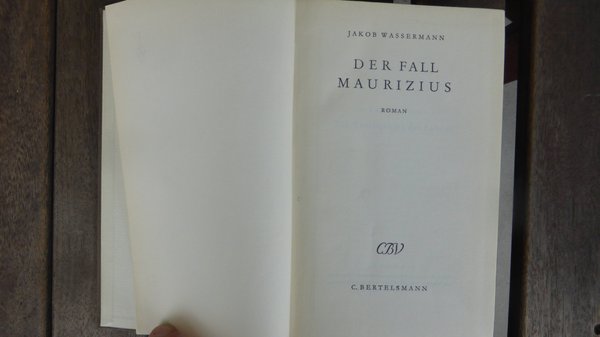 JAKOB WASSERMANN
DER FALL
MAURIZIUS
ROMAN
CBV
C. BERTELSMANN